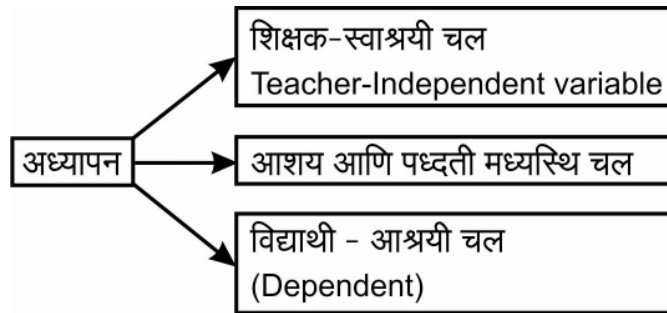 शिक्षक-स्वाश्रयी चल
Teacher-Independent variable
अध्यापन
आशय आणि पध्दती मध्यस्थि चल
विद्याथी - आश्रयी चल
(Dependent)